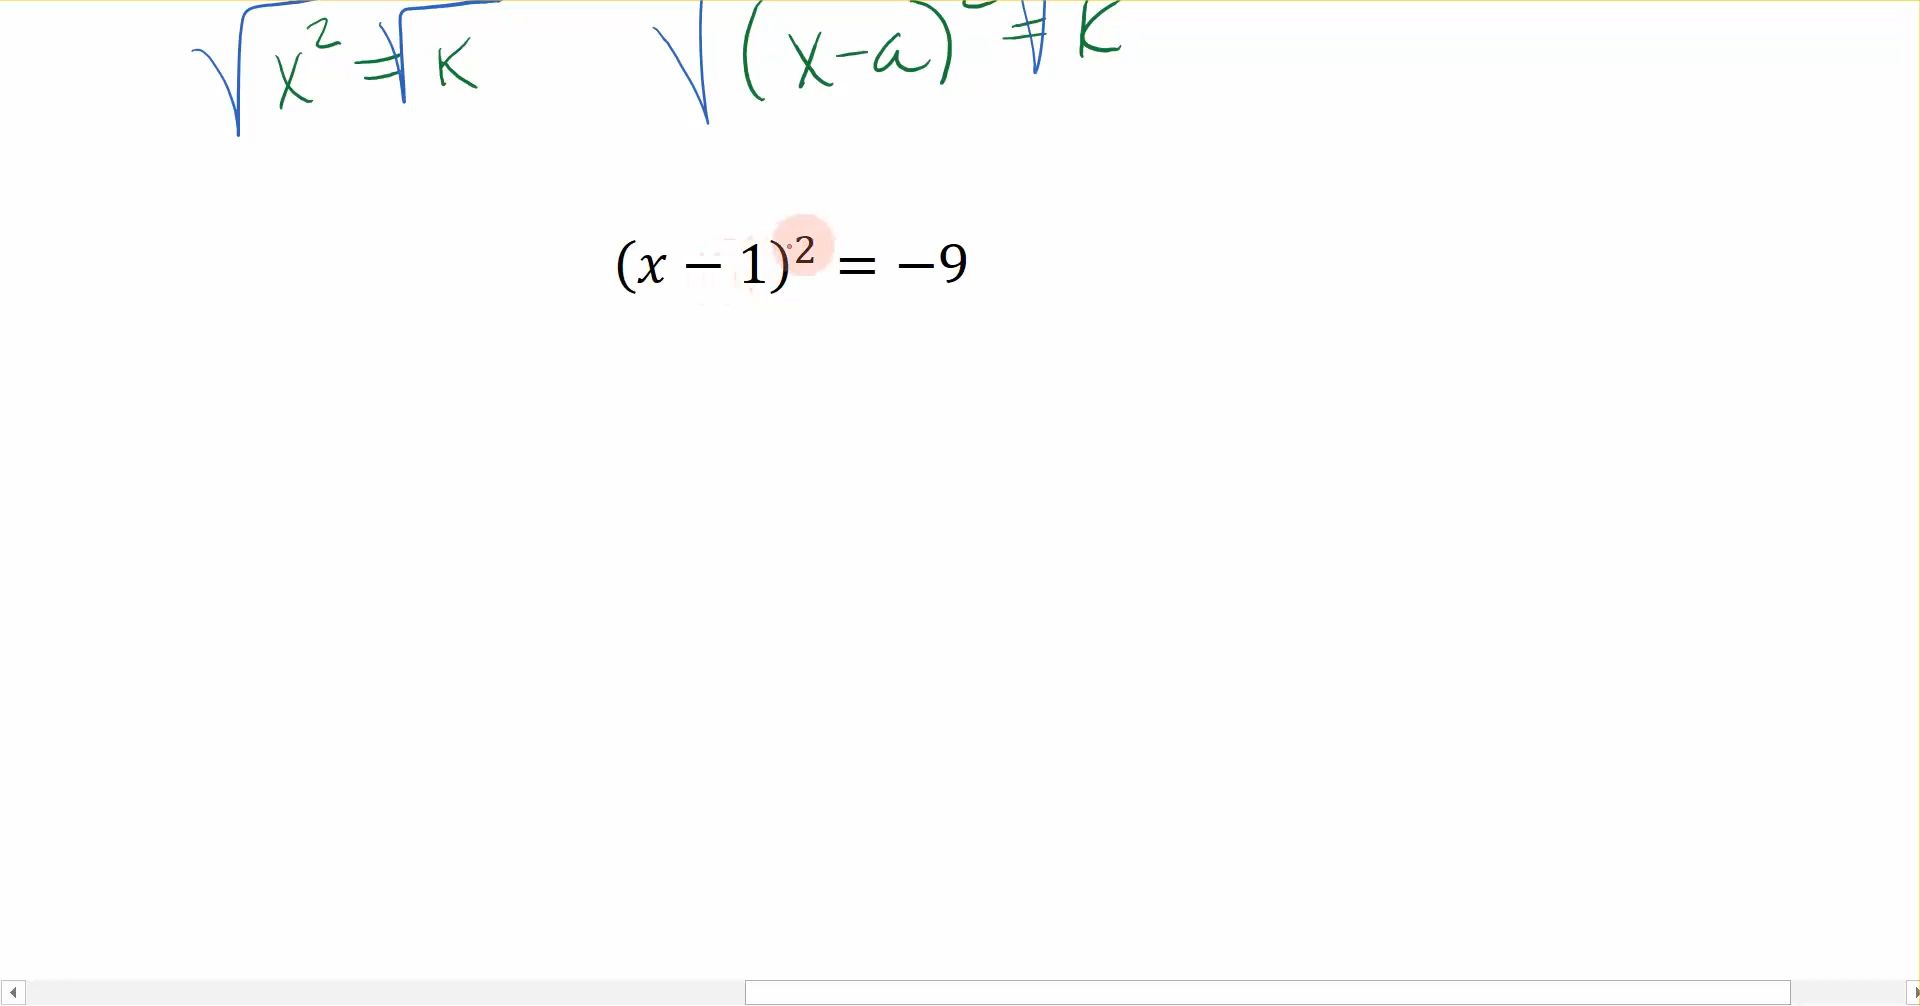 √x² = √K √(x-a)² = √K
(x − 1)² = −9